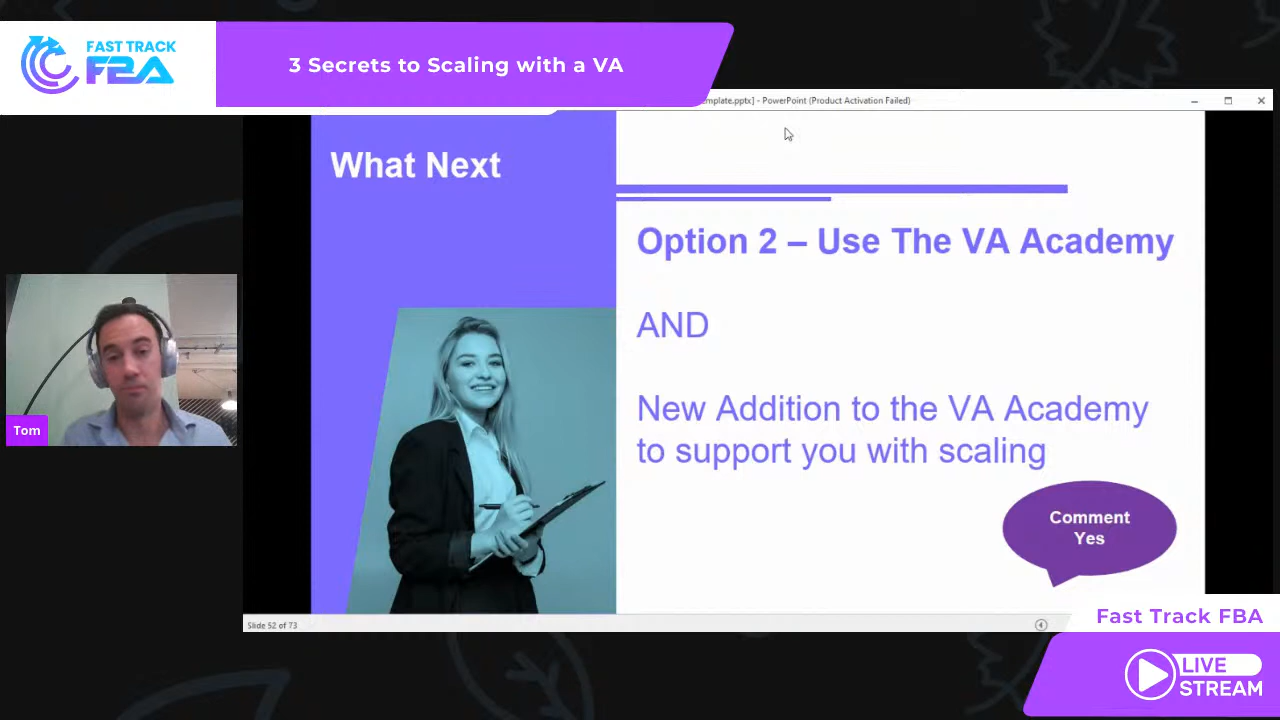 FAST TRACK
FBA
3 Secrets to Scaling with a VA
emplate.pptx] - PowerPoint (Product Activation Failed)
What Next
Option 2 – Use The VA Academy
AND
New Addition to the VA Academy
to support you with scaling
Comment
Yes
Tom
Slide 52 of 73
Fast Track FBA
LIVE
STREAM